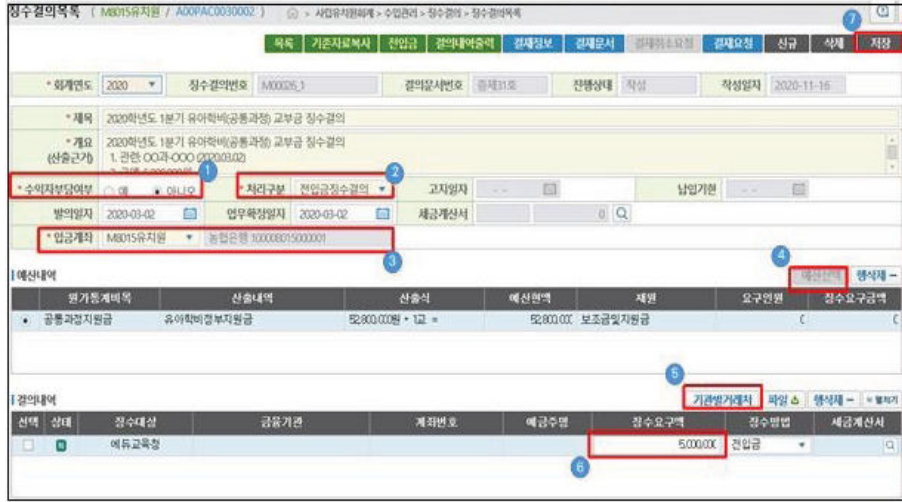 징수결의목록 ( M8015유치원 / A00PAC0030002 ) > 사립유치원회계 > 수입관리 > 징수결의 > 징수결의목록
7
목록 기존자료복사 전입금 결의내역출력 결재정보 결재문서 결재취소요청 결재요청 신규 삭제 저장
* 회계연도 2020 징수결의번호 M00026_1 결의문서번호 증제31호 진행상태 작성 작성일자 2020-11-16
* 제목 2020학년도 1분기 유아학비(공통과정) 교부금 징수결의
* 개요 2020학년도 1분기 유아학비(공통과정) 교부금 징수결의
(산출근거) 1. 관련: OO과-OOO (2020.03.02)
1 2
* 수익자부담여부 예 아니오 * 처리구분 전입금징수결의 고지일자 - - 납입기한 - -
발의일자 2020-03-02 업무확정일자 2020-03-02 세금계산서 0
* 입금계좌 M8015유치원 농협은행 100008015000001
3
4
예산내역 예산선택 행삭제 -
원가통계비목 산출내역 산출식 예산현액 재원 요구인원 징수요구금액
• 공통과정지원금 유아학비정부지원금 52,800,000원 * 1교 = 52,800,00( 보조금및지원금 ( (
5
결의내역 기관별거래처 파일 행삭제 - 펼치기
선택 상태 징수대상 금융기관 계좌번호 예금주명 징수요구액 징수방법 세금계산서
N 에듀교육청 5,000,00( 전입금
6